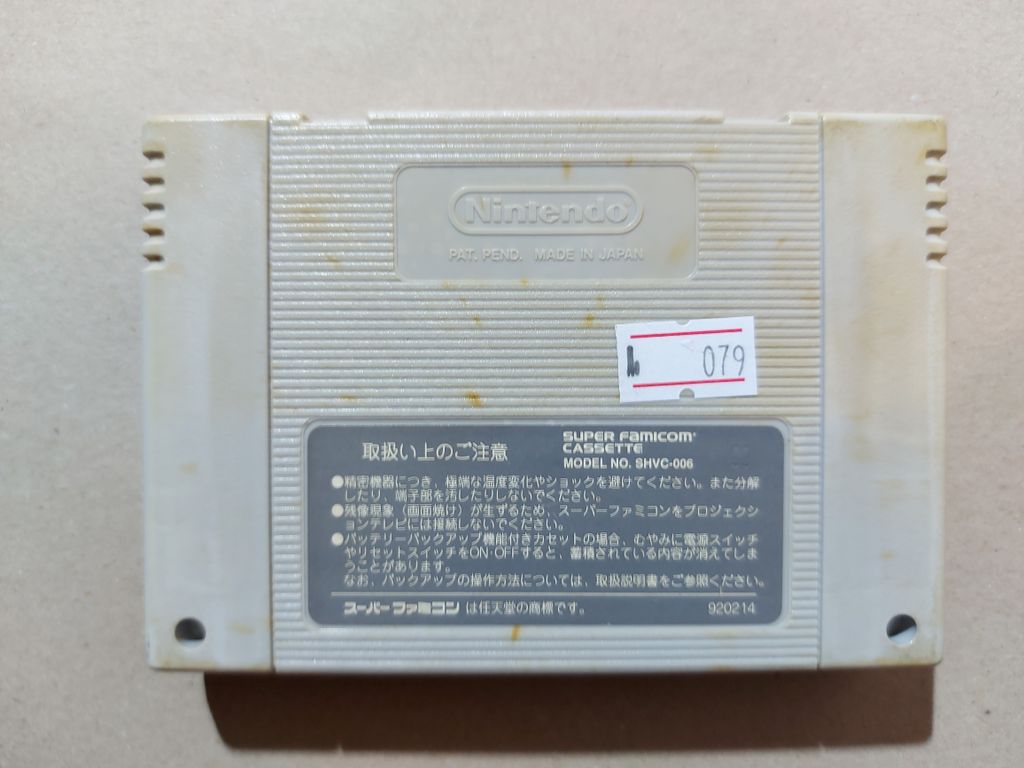 Nintendo
PAT. PEND. MADE IN JAPAN
079
取扱い上のご注意
SUPER FAMICOM
CASSETTE
MODEL NO. SHVC-006
●精密機器につき、極端な温度変化やショックを避けてください。また分解
したり、端子部を汚したりしないでください。
●残像現象（画面焼け）が生ずるため、スーパーファミコンをプロジェクシ
ョンテレビには接続しないでください。
●バッテリーバックアップ機能付きカセットの場合、むやみに電源スイッチ
やリセットスイッチをON・OFFすると、蓄積されている内容が消えてしま
うことがあります。
なお、バックアップの操作方法については、取扱説明書をご参照ください。
スーパーファミコン は任天堂の商標です。 920214